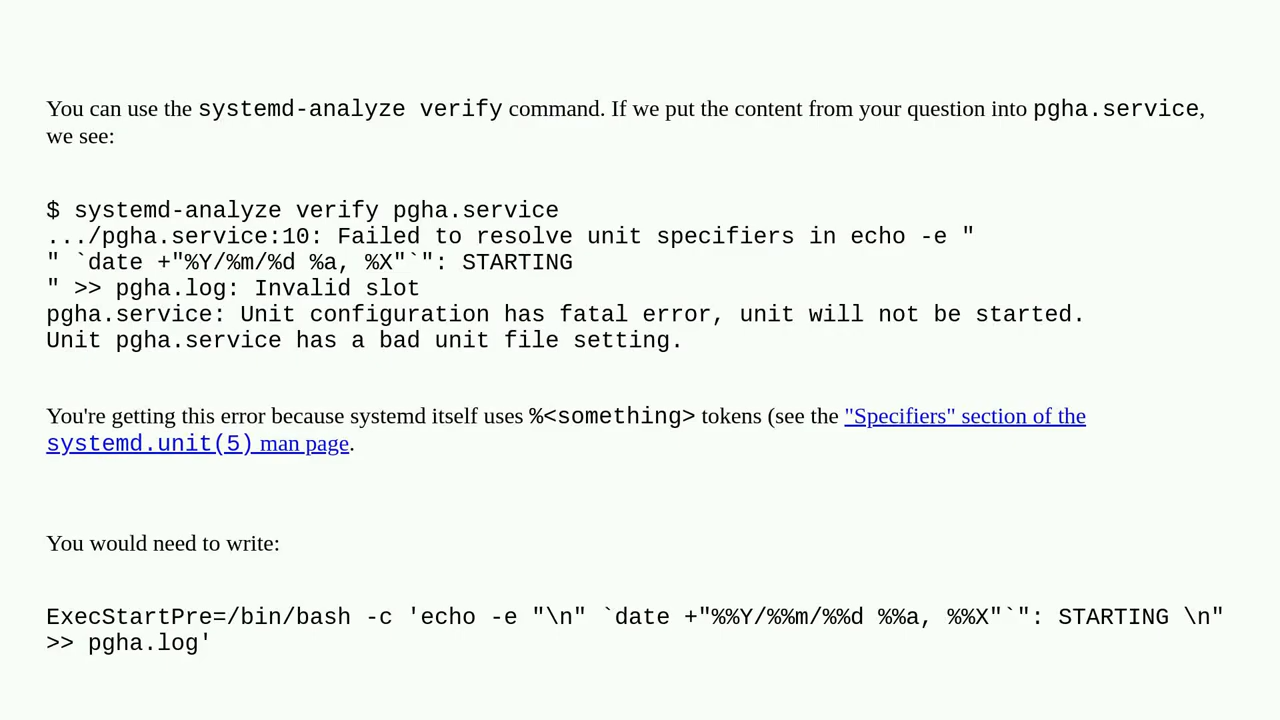 You can use the systemd-analyze verify command. If we put the content from your question into pgha.service,
we see:
$ systemd-analyze verify pgha.service
.../pgha.service:10: Failed to resolve unit specifiers in echo -e "
" `date +"%Y/%m/%d %a, %X"`": STARTING
" >> pgha.log: Invalid slot
pgha.service: Unit configuration has fatal error, unit will not be started.
Unit pgha.service has a bad unit file setting.
You're getting this error because systemd itself uses %<something> tokens (see the "Specifiers" section of the
systemd.unit(5) man page.
You would need to write:
ExecStartPre=/bin/bash -c 'echo -e "\n" `date +"%%Y/%%m/%%d %%a, %%X"`": STARTING \n"
>> pgha.log'